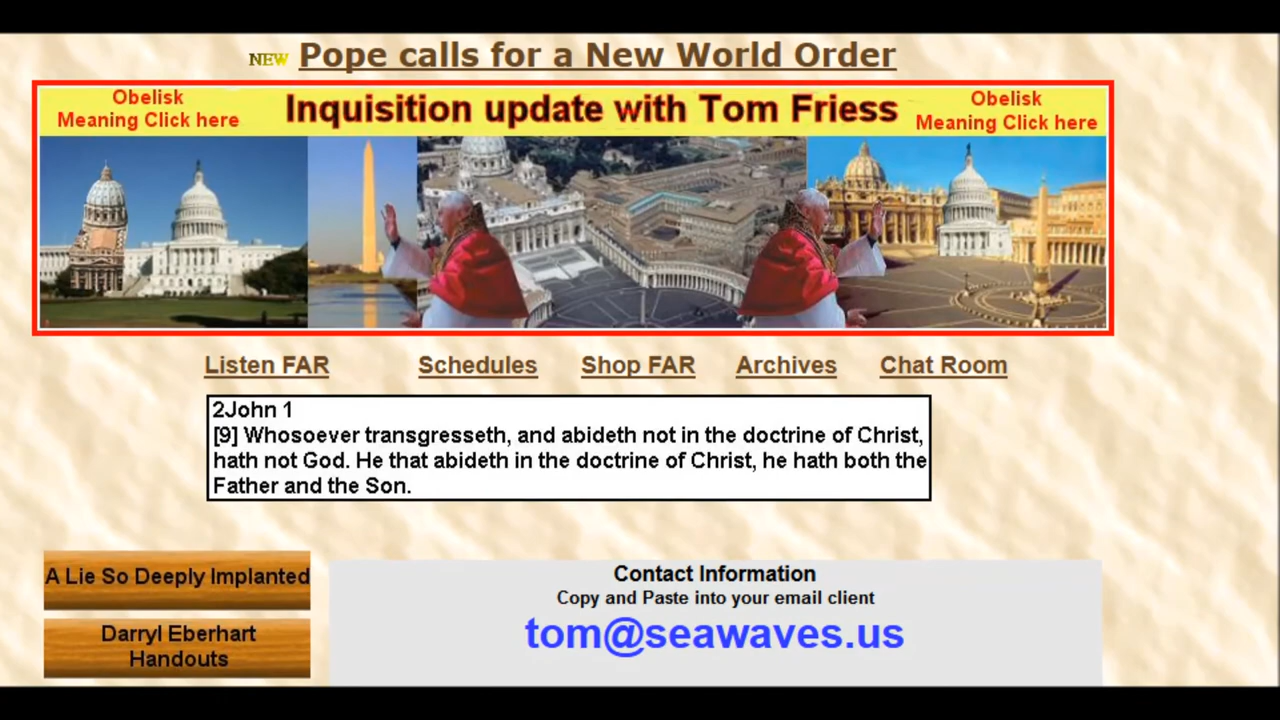 NEW Pope calls for a New World Order
Obelisk
Meaning Click here
Inquisition update with Tom Friess
Obelisk
Meaning Click here
Listen FAR Schedules Shop FAR Archives Chat Room
2John 1
[9] Whosoever transgresseth, and abideth not in the doctrine of Christ,
hath not God. He that abideth in the doctrine of Christ, he hath both the
Father and the Son.
A Lie So Deeply Implanted
Darryl Eberhart
Handouts
Contact Information
Copy and Paste into your email client
tom@seawaves.us